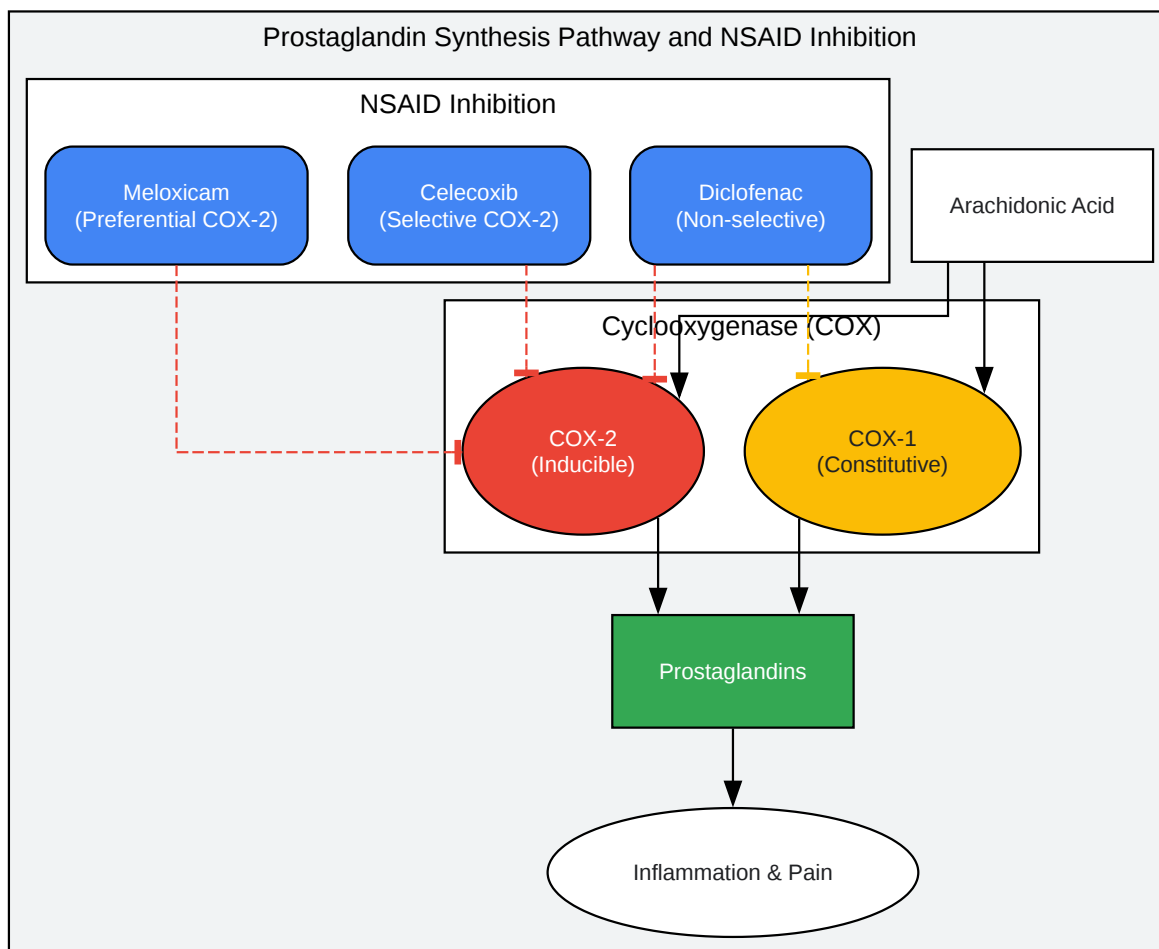 Prostaglandin Synthesis Pathway and NSAID Inhibition
NSAID Inhibition
Meloxicam
(Preferential COX-2)
Celecoxib
(Selective COX-2)
Diclofenac
(Non-selective)
Arachidonic Acid
Cyclooxygenase (COX)
COX-2
(Inducible)
COX-1
(Constitutive)
Prostaglandins
Inflammation & Pain